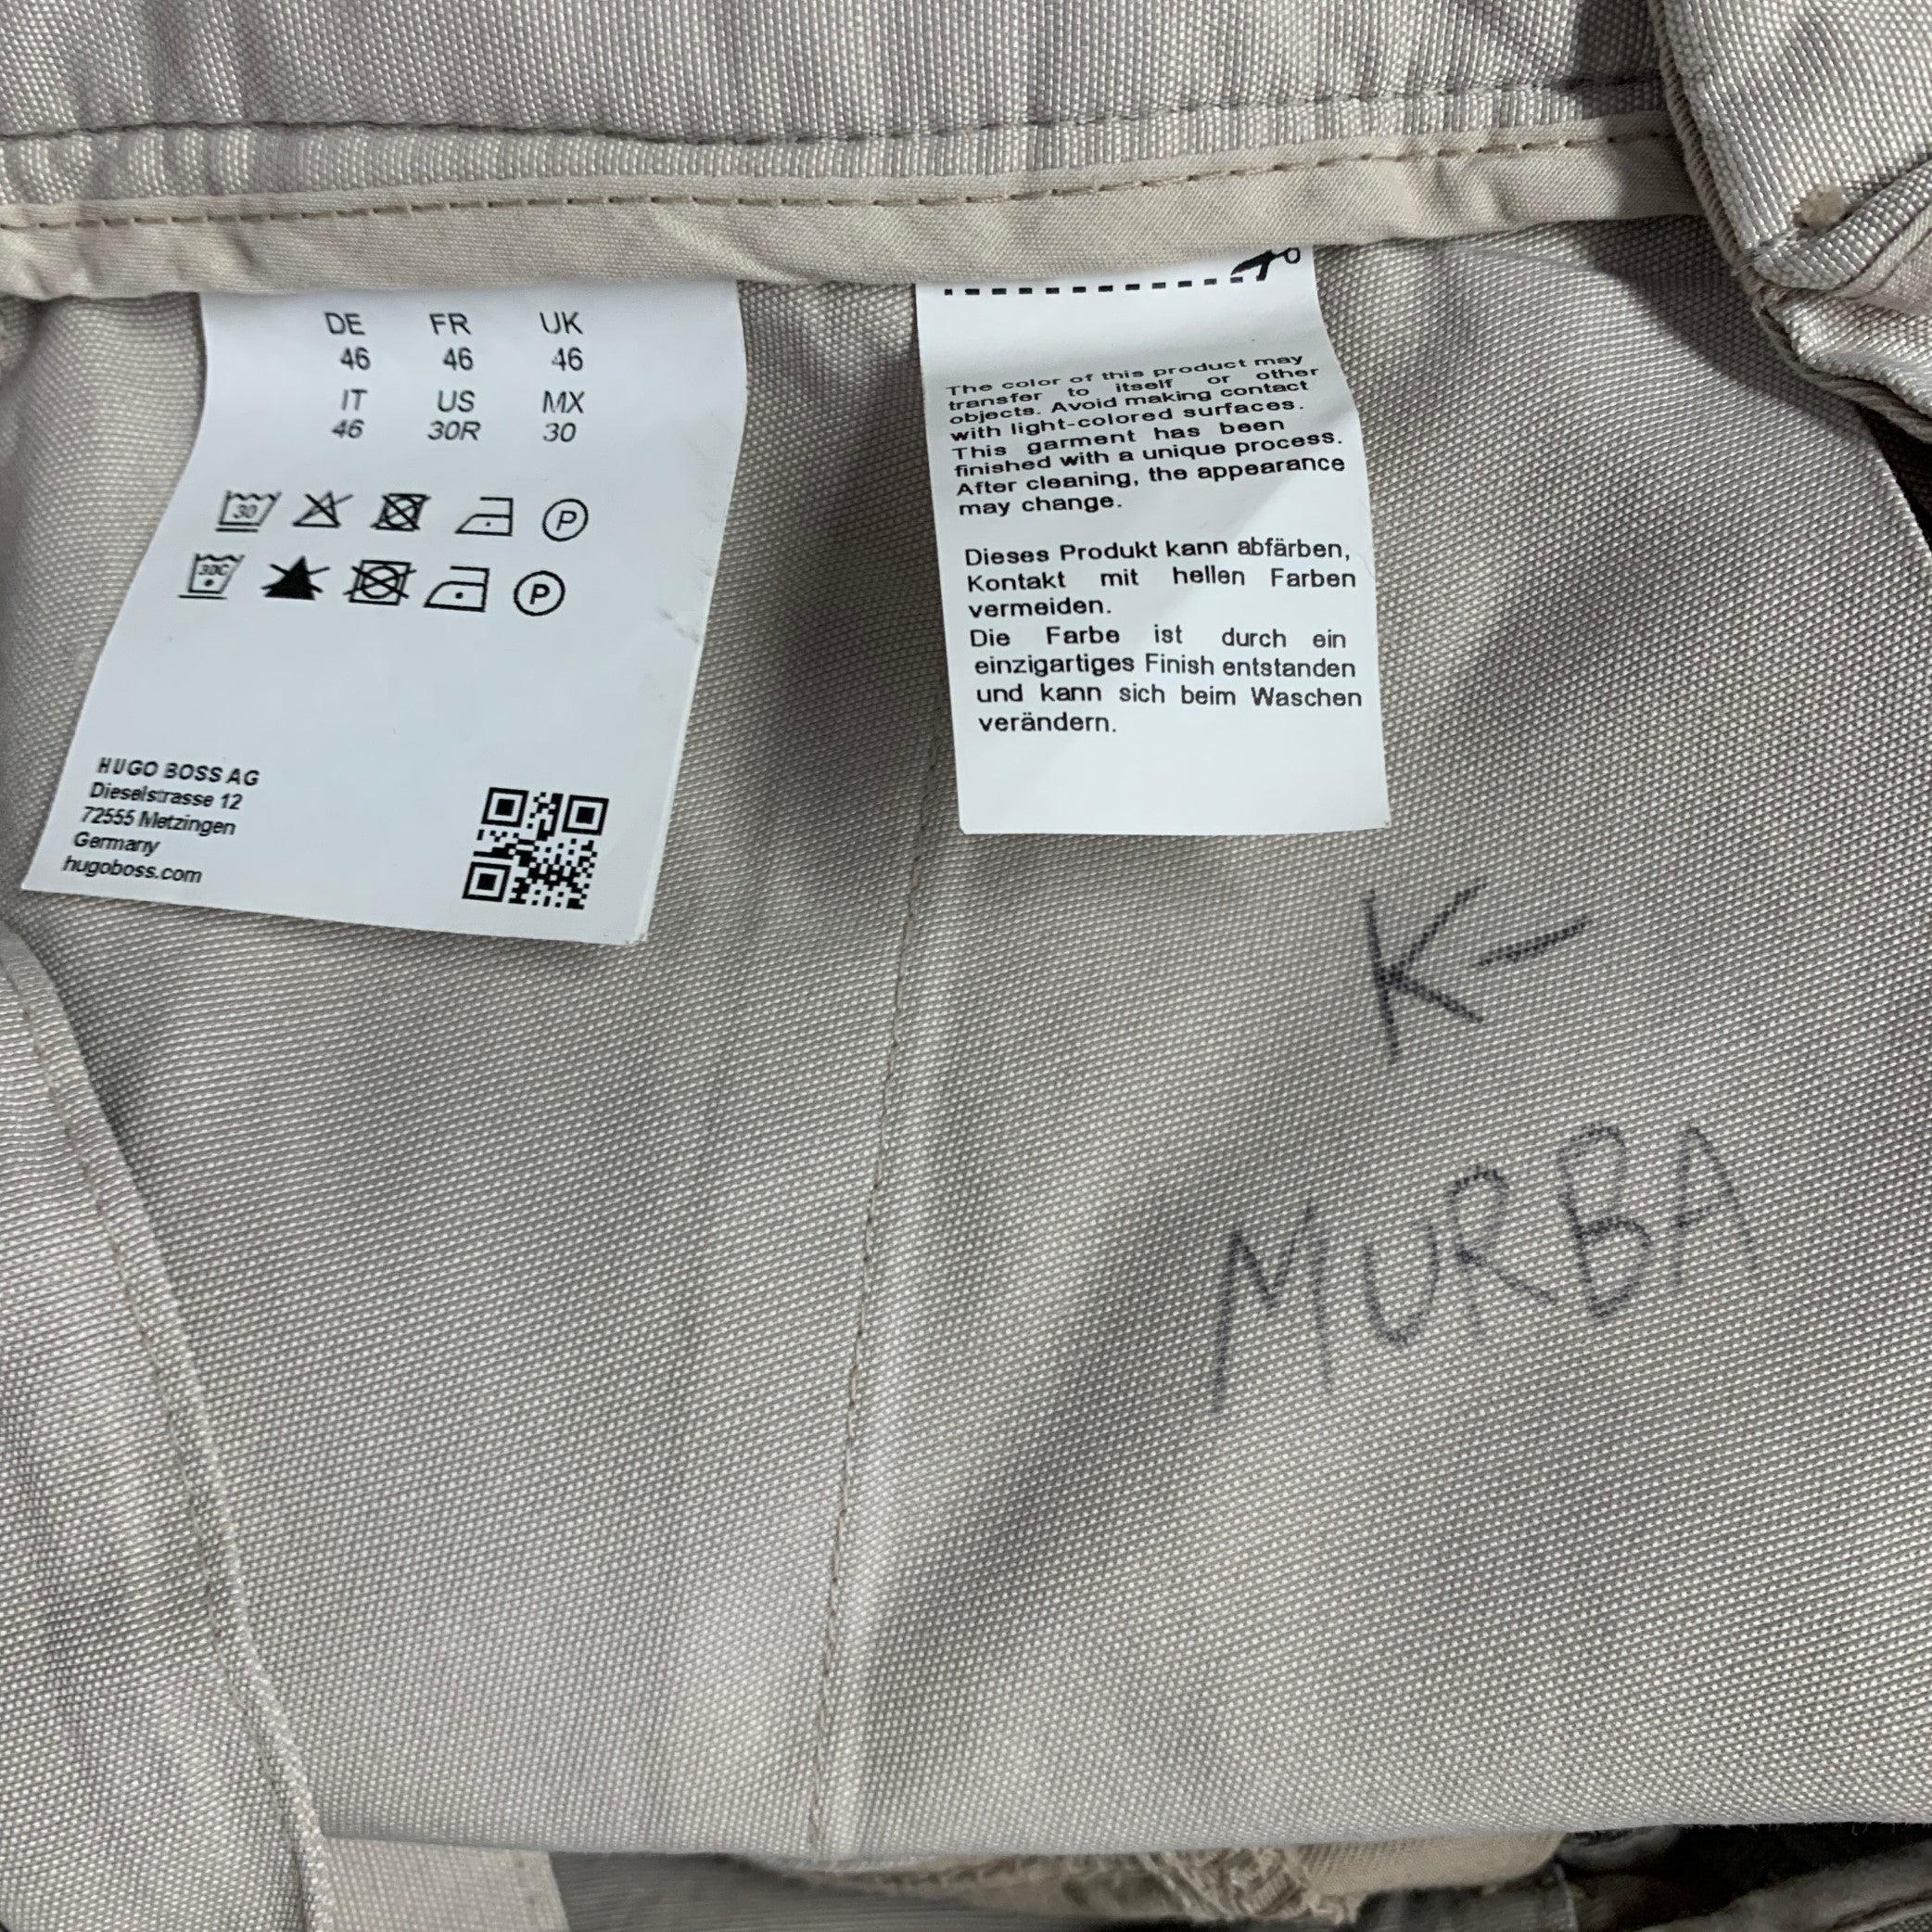 DE FR UK
46 46 46
IT US MX
46 30R 30
30 P
30C P
HUGO BOSS AG
Dieselstrasse 12
72555 Metzingen
Germany
hugoboss.com
The color of this product may
transfer to itself or other
objects. Avoid making contact
with light-colored surfaces.
This garment has been
finished with a unique process.
After cleaning, the appearance
may change.
Dieses Produkt kann abfärben,
Kontakt mit hellen Farben
vermeiden.
Die Farbe ist durch ein
einzigartiges Finish entstanden
und kann sich beim Waschen
verändern.
K-
MURBA